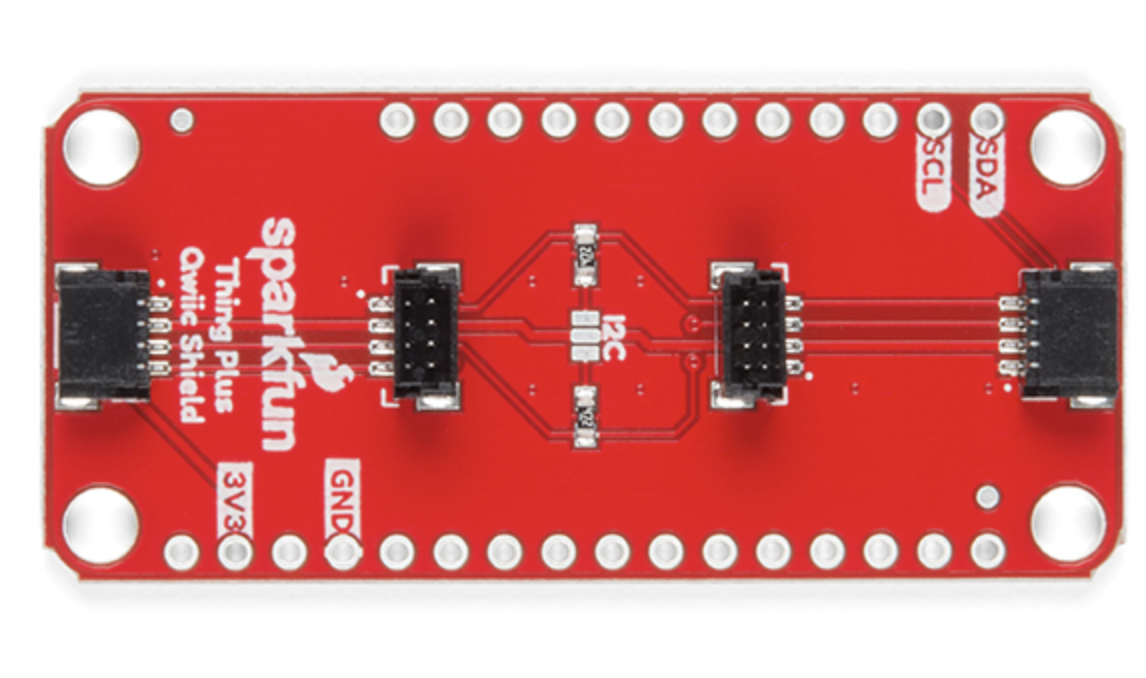 SCL
SDA
sparkfun
Thing Plus
Qwiic Shield
I2C
3V3
GND